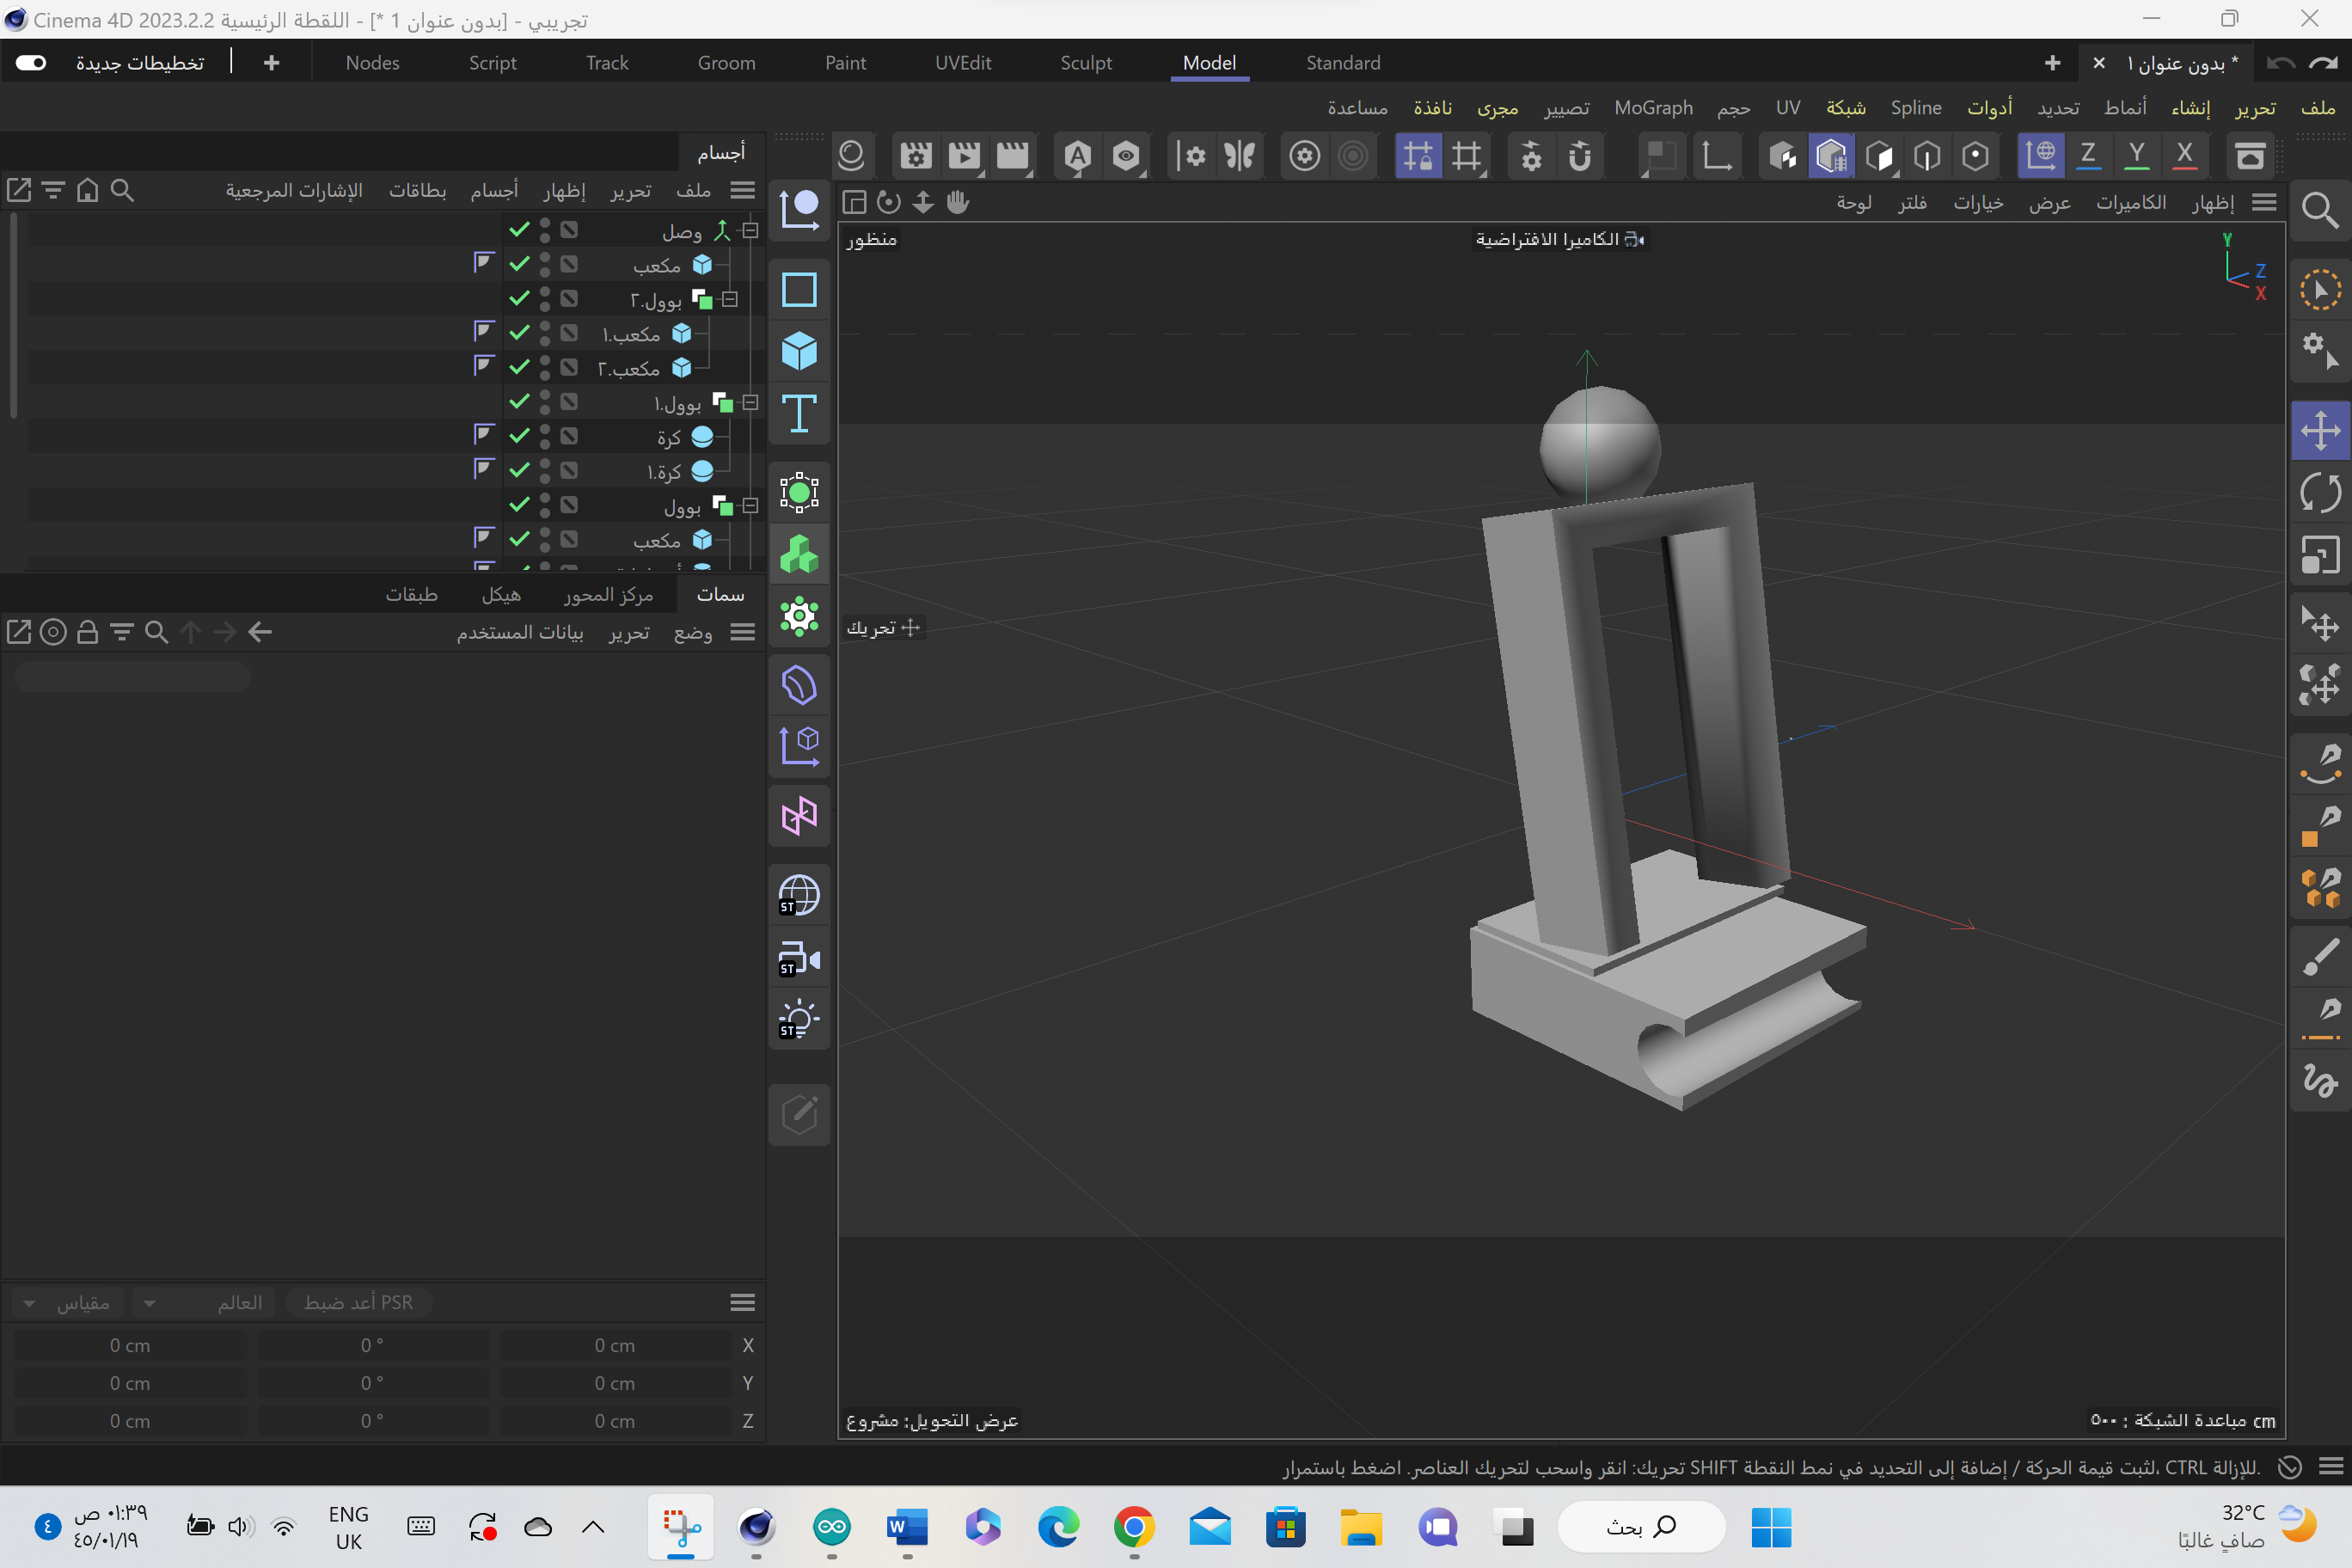 Cinema 4D 2023.2.2 تجريبي - [بدون عنوان 1 *] - اللقطة الرئيسية
تخطيطات جديدة
Nodes
Script
Track
Groom
Paint
UVEdit
Sculpt
Model
Standard
* بدون عنوان ١
ملف تحرير إنشاء أنماط تحديد أدوات Spline شبكة UV حجم MoGraph تصيير مجرى نافذة مساعدة
أجسام
ملف تحرير إظهار أجسام بطاقات الإشارات المرجعية
وصل
مكعب
بوول.٢
مكعب.١
مكعب.٢
بوول.١
كرة
كرة.١
بوول
مكعب
X Y Z
إظهار الكاميرات عرض خيارات فلتر لوحة
منظور
الكاميرا الافتراضية
Y
Z
X
تحريك
سمات مركز المحور هيكل طبقات
وضع تحرير بيانات المستخدم
ST
ST
ST
أعد ضبط PSR
العالم
مقياس
X 0 cm 0 ° 0 cm
Y 0 cm 0 ° 0 cm
Z 0 cm 0 ° 0 cm
عرض التحويل: مشروع
مباعدة الشبكة : ٥٠٠ cm
تحريك: انقر واسحب لتحريك العناصر. اضغط باستمرار SHIFT لثبت قيمة الحركة / إضافة إلى التحديد في نمط النقطة، CTRL للإزالة.
٤
٠١:٣٩ ص
٤٥/٠١/١٩
ENG
UK
بحث
32°C
صافٍ غالبًا